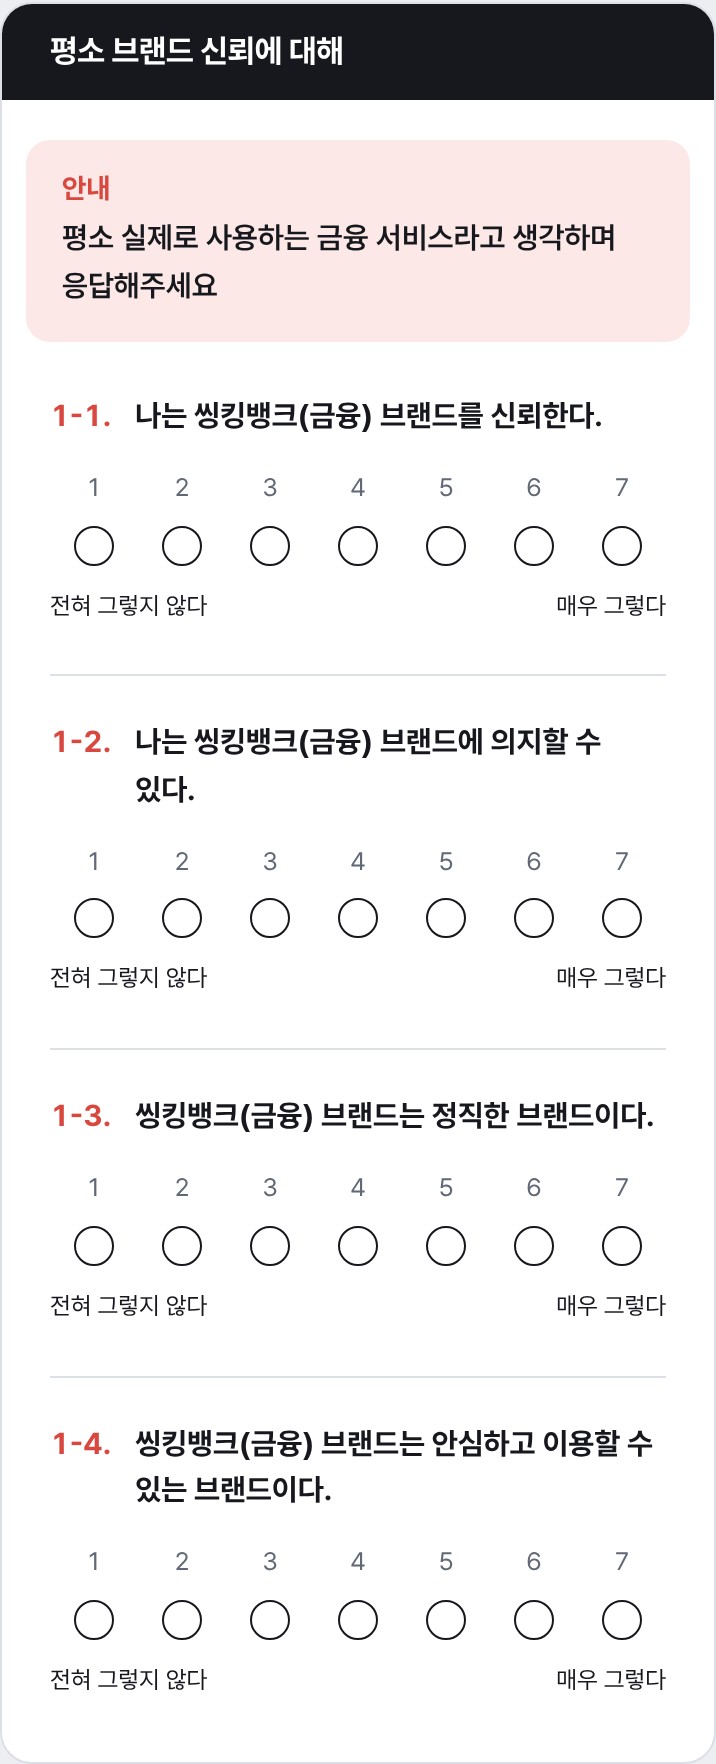 평소 브랜드 신뢰에 대해
안내
평소 실제로 사용하는 금융 서비스라고 생각하며
응답해주세요
1-1. 나는 씽킹뱅크(금융) 브랜드를 신뢰한다.
1 2 3 4 5 6 7
전혀 그렇지 않다 매우 그렇다
1-2. 나는 씽킹뱅크(금융) 브랜드에 의지할 수
있다.
1 2 3 4 5 6 7
전혀 그렇지 않다 매우 그렇다
1-3. 씽킹뱅크(금융) 브랜드는 정직한 브랜드이다.
1 2 3 4 5 6 7
전혀 그렇지 않다 매우 그렇다
1-4. 씽킹뱅크(금융) 브랜드는 안심하고 이용할 수
있는 브랜드이다.
1 2 3 4 5 6 7
전혀 그렇지 않다 매우 그렇다